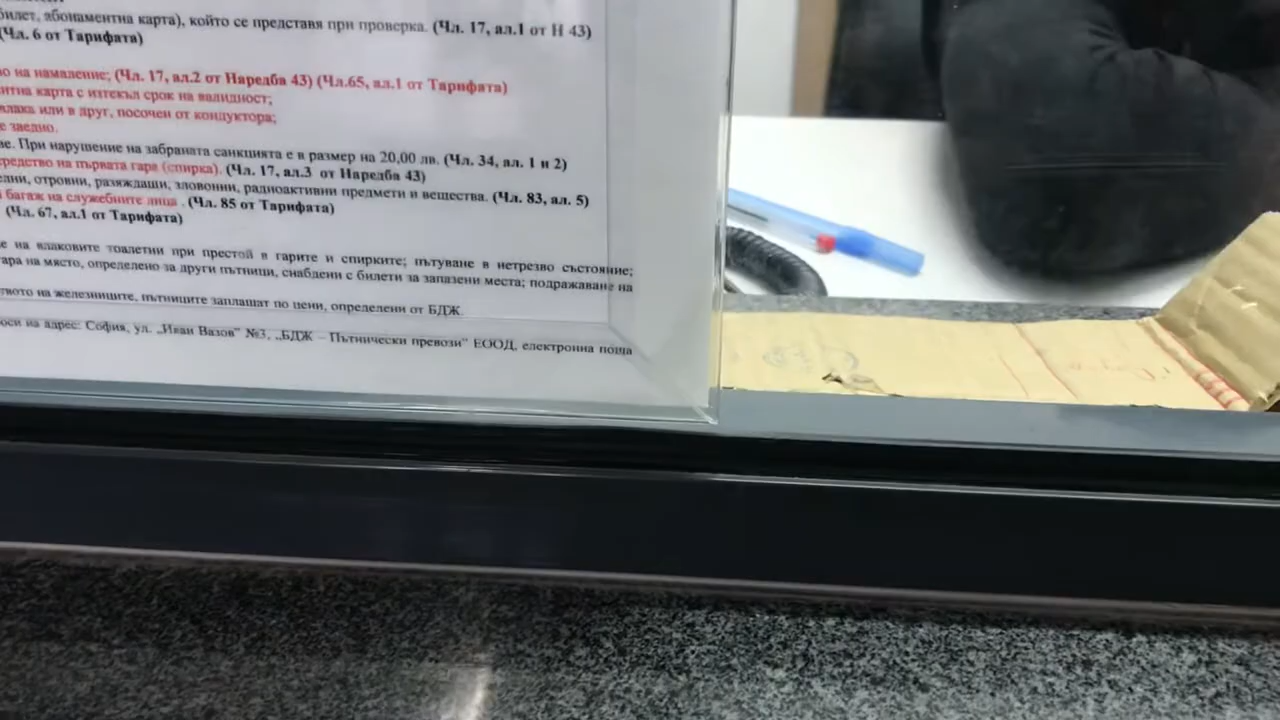 билет, абонаментна карта), който се представя при проверка. (Чл. 17, ал.1 от Н 43)
(Чл. 6 от Тарифата)
о на намаление; (Чл. 17, ал.2 от Наредба 43) (Чл.65, ал.1 от Тарифата)
нтна карта с изтекъл срок на валидност;
влака или в друг, посочен от кондуктора;
е заедно.
ве. При нарушение на забраната санкцията е в размер на 20,00 лв. (Чл. 34, ал. 1 и 2)
средство на първата гара (спирка). (Чл. 17, ал.3 от Наредба 43)
едни, отровни, разяждащи, зловонни, радиоактивни предмети и вещества. (Чл. 83, ал. 5)
багаж на служебните лица . (Чл. 85 от Тарифата)
(Чл. 67, ал.1 от Тарифата)
е на влаковите тоалетни при престой в гарите и спирките; пътуване в нетрезво състояние;
гара на място, определено за други пътници, снабдени с билети за запазени места; подражаване на
твото на железниците, пътниците заплащат по цени, определени от БДЖ.
оси на адрес: София, ул. „Иван Вазов" №3, „БДЖ – Пътнически превози" ЕООД, електронна поща